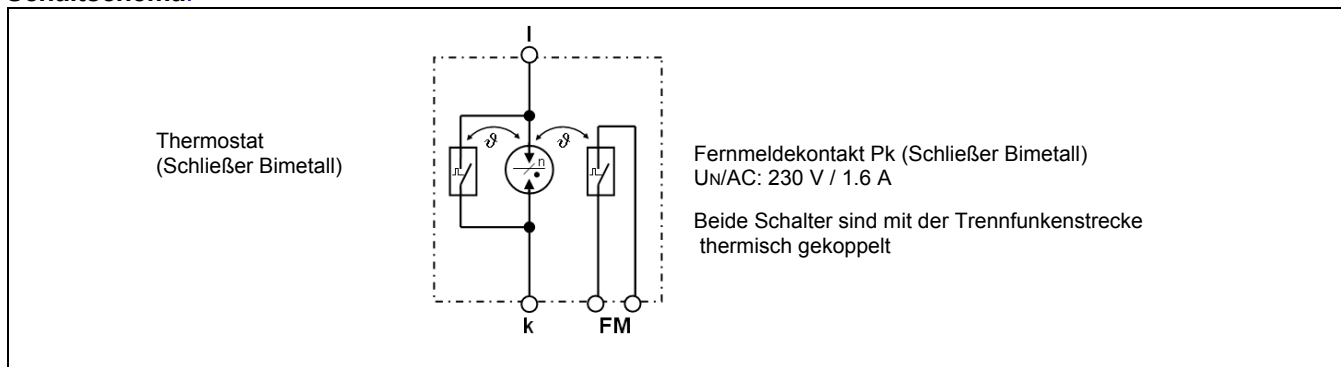 Schaltschema:
l
Thermostat
(Schließer Bimetall)
ϑ ϑ
n
Fernmeldekontakt Pk (Schließer Bimetall)
UN/AC: 230 V / 1.6 A
Beide Schalter sind mit der Trennfunkenstrecke
thermisch gekoppelt
k FM